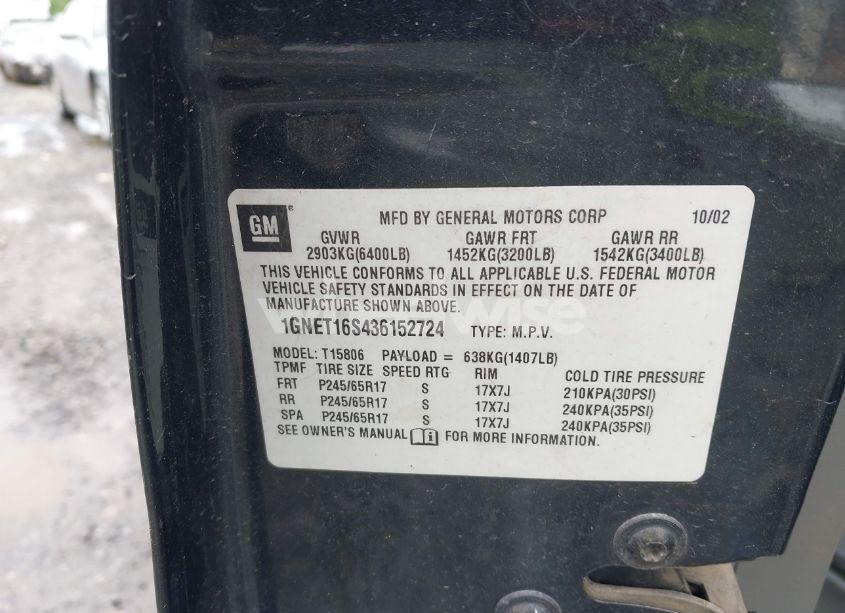 GM
MFD BY GENERAL MOTORS CORP 10/02
GVWR GAWR FRT GAWR RR
2903KG(6400LB) 1452KG(3200LB) 1542KG(3400LB)
THIS VEHICLE CONFORMS TO ALL APPLICABLE U.S. FEDERAL MOTOR
VEHICLE SAFETY STANDARDS IN EFFECT ON THE DATE OF
MANUFACTURE SHOWN ABOVE.
1GNET16S436152724 TYPE: M.P.V.
MODEL: T15806 PAYLOAD = 638KG(1407LB)
TPMF TIRE SIZE SPEED RTG RIM COLD TIRE PRESSURE
FRT P245/65R17 S 17X7J 210KPA(30PSI)
RR P245/65R17 S 17X7J 240KPA(35PSI)
SPA P245/65R17 S 17X7J 240KPA(35PSI)
SEE OWNER'S MANUAL FOR MORE INFORMATION.